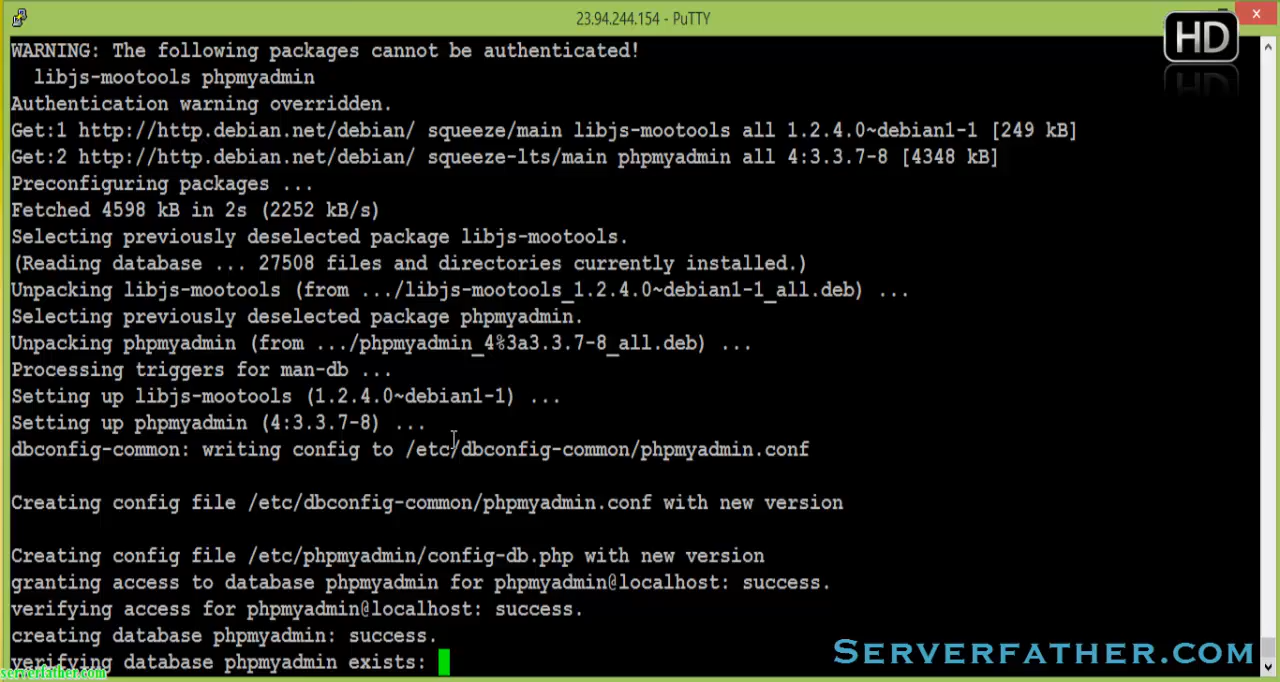 23.94.244.154 - PuTTY
HD
WARNING: The following packages cannot be authenticated!
libjs-mootools phpmyadmin
Authentication warning overridden.
Get:1 http://http.debian.net/debian/ squeeze/main libjs-mootools all 1.2.4.0~debian1-1 [249 kB]
Get:2 http://http.debian.net/debian/ squeeze-lts/main phpmyadmin all 4:3.3.7-8 [4348 kB]
Preconfiguring packages ...
Fetched 4598 kB in 2s (2252 kB/s)
Selecting previously deselected package libjs-mootools.
(Reading database ... 27508 files and directories currently installed.)
Unpacking libjs-mootools (from .../libjs-mootools_1.2.4.0~debian1-1_all.deb) ...
Selecting previously deselected package phpmyadmin.
Unpacking phpmyadmin (from .../phpmyadmin_4%3a3.3.7-8_all.deb) ...
Processing triggers for man-db ...
Setting up libjs-mootools (1.2.4.0~debian1-1) ...
Setting up phpmyadmin (4:3.3.7-8) ...
dbconfig-common: writing config to /etc/dbconfig-common/phpmyadmin.conf
Creating config file /etc/dbconfig-common/phpmyadmin.conf with new version
Creating config file /etc/phpmyadmin/config-db.php with new version
granting access to database phpmyadmin for phpmyadmin@localhost: success.
verifying access for phpmyadmin@localhost: success.
creating database phpmyadmin: success.
verifying database phpmyadmin exists:
SERVERFATHER.COM
serverfather.com